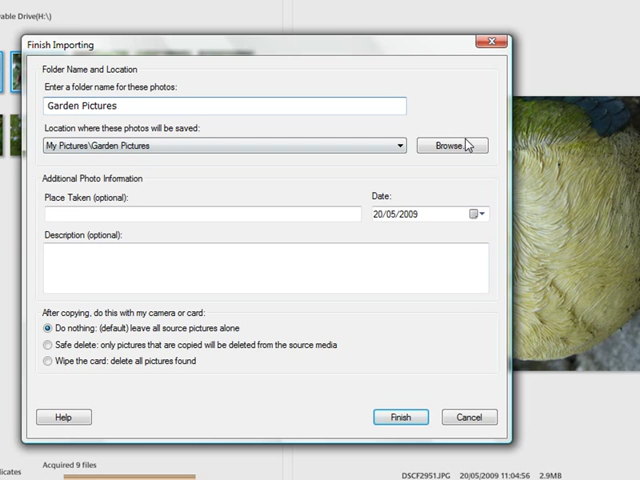 able Drive(H:\)
Finish Importing
Folder Name and Location
Enter a folder name for these photos:
Garden Pictures
Location where these photos will be saved:
My Pictures\Garden Pictures
Browse...
Additional Photo Information
Place Taken (optional):
Date:
20/05/2009
Description (optional):
After copying, do this with my camera or card:
Do nothing: (default) leave all source pictures alone
Safe delete: only pictures that are copied will be deleted from the source media
Wipe the card: delete all pictures found
Help
Finish
Cancel
Acquired 9 files
licates
DSCF2951.JPG 20/05/2009 11:04:56 2.9MB